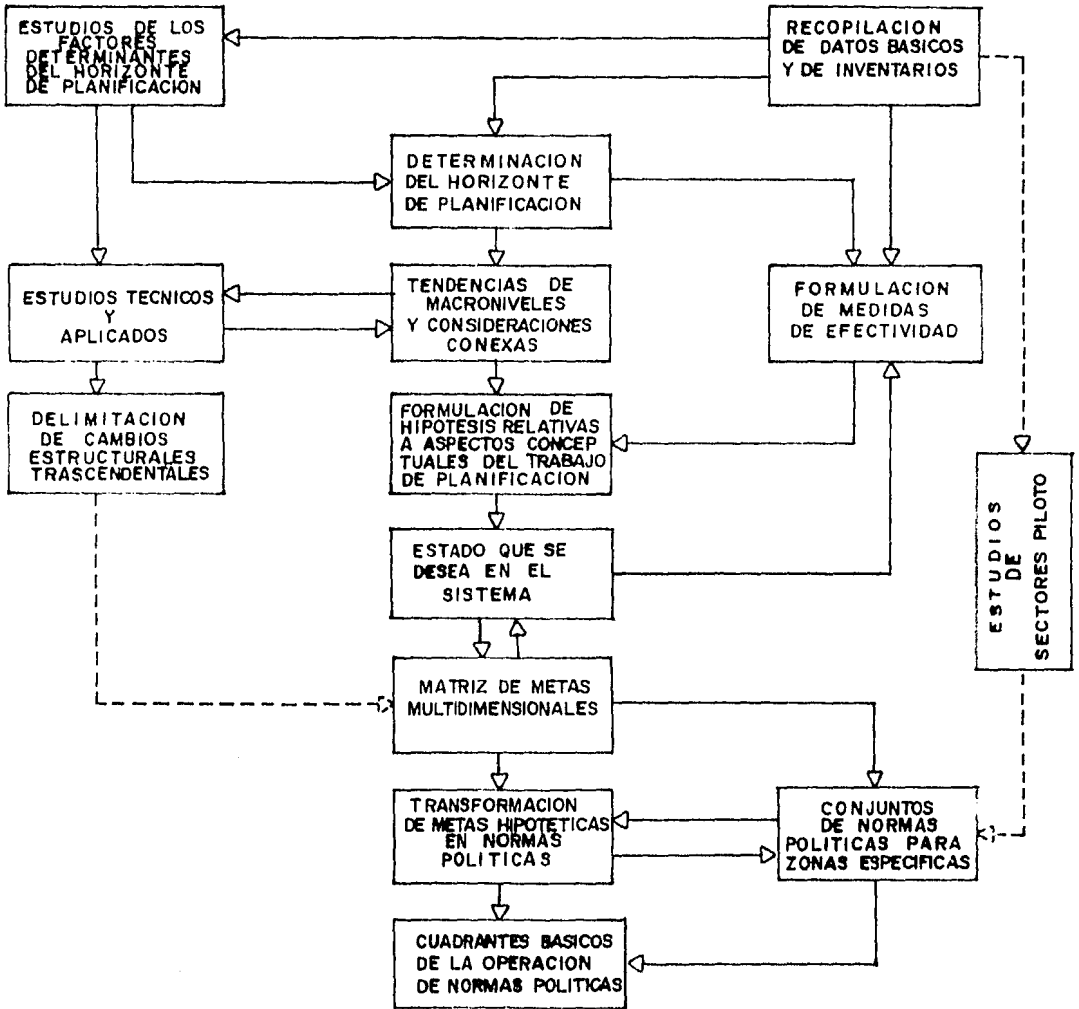 ESTUDIOS DE LOS
FACTORES
DETERMINANTES
DEL HORIZONTE
DE PLANIFICACION
RECOPILACION
DE DATOS BASICOS
Y DE INVENTARIOS
DETERMINACION
DEL HORIZONTE
DE PLANIFICACION
ESTUDIOS TECNICOS
Y
APLICADOS
TENDENCIAS DE
MACRONIVELES
Y CONSIDERACIONES
CONEXAS
FORMULACION
DE MEDIDAS
DE EFECTIVIDAD
DELIMITACION
DE CAMBIOS
ESTRUCTURALES
TRASCENDENTALES
FORMULACION DE
HIPOTESIS RELATIVAS
A ASPECTOS CONCEP
TUALES DEL TRABAJO
DE PLANIFICACION
ESTADO QUE SE
DESEA EN EL
SISTEMA
ESTUDIOS
DE
SECTORES PILOTO
MATRIZ DE METAS
MULTIDIMENSIONALES
TRANSFORMACION
DE METAS HIPOTETICAS
EN NORMAS
POLITICAS
CONJUNTOS
DE NORMAS
POLITICAS PARA
ZONAS ESPECIFICAS
CUADRANTES BASICOS
DE LA OPERACION
DE NORMAS POLITICAS